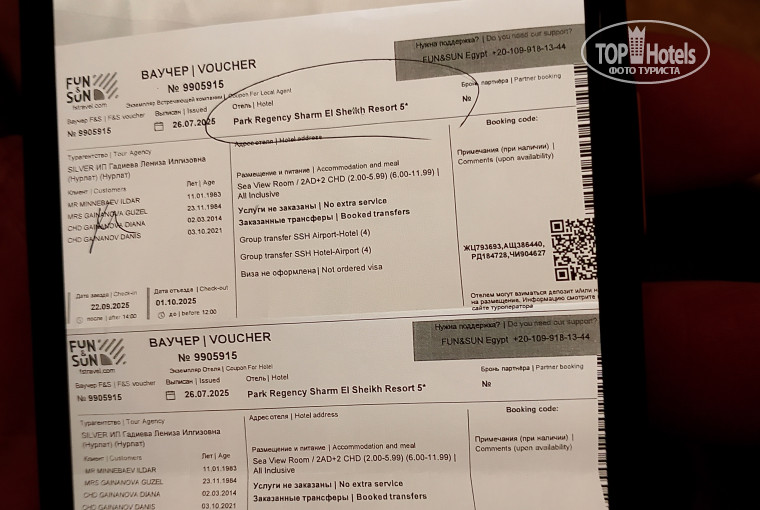 TOP Hotels
ФОТО ТУРИСТА
FUN & SUN
fstravel.com
ВАУЧЕР | VOUCHER
№ 9905915
Нужна поддержка? | Do you need our support?
FUN&SUN Egypt +20-109-918-13-44
Экземпляр Встречающей компании | Coupon For Local Agent
Ваучер F&S | F&S voucher
№ 9905915
Выписан | Issued
26.07.2025
Отель | Hotel
Park Regency Sharm El Sheikh Resort 5*
Бронь партнёра | Partner booking
№
Адрес отеля | Hotel address
Booking code:
Турагентство | Tour Agency
SILVER ИП Гадиева Лениза Илгизовна
(Нурлат) (Нурлат)
Клиент | Customers
Лет | Age
MR MINNEBAEV ILDAR 11.01.1983
MRS GAINANOVA GUZEL 23.11.1984
CHD GAINANOVA DIANA 02.03.2014
CHD GAINANOV DANIS 03.10.2021
Размещение и питание | Accommodation and meal
Sea View Room / 2AD+2 CHD (2.00-5.99) (6.00-11.99) |
All Inclusive
Услуги не заказаны | No extra service
Заказанные трансферы | Booked transfers
Group transfer SSH Airport-Hotel (4)
Group transfer SSH Hotel-Airport (4)
Виза не оформлена | Not ordered visa
Примечания (при наличии) |
Comments (upon availability)
ЖЦ793693,АЩ386440,
РД184728,ЧИ904627
Отелем могут взиматься депозит и/или
на размещение. Информацию смотрите
сайте туроператора
Дата заезда | Check-in
22.09.2025
после | after 14:00
Дата отъезда | Check-out
01.10.2025
до | before 12:00
FUN & SUN
fstravel.com
ВАУЧЕР | VOUCHER
№ 9905915
Нужна поддержка? | Do you need our support?
FUN&SUN Egypt +20-109-918-13-44
Экземпляр Отеля | Coupon For Hotel
Ваучер F&S | F&S voucher
№ 9905915
Выписан | Issued
26.07.2025
Отель | Hotel
Park Regency Sharm El Sheikh Resort 5*
Бронь партнёра | Partner booking
№
Адрес отеля | Hotel address
Booking code:
Турагентство | Tour Agency
SILVER ИП Гадиева Лениза Илгизовна
(Нурлат) (Нурлат)
Клиент | Customers
Лет | Age
MR MINNEBAEV ILDAR 11.01.1983
MRS GAINANOVA GUZEL 23.11.1984
CHD GAINANOVA DIANA 02.03.2014
CHD GAINANOV DANIS 03.10.2021
Размещение и питание | Accommodation and meal
Sea View Room / 2AD+2 CHD (2.00-5.99) (6.00-11.99) |
All Inclusive
Услуги не заказаны | No extra service
Заказанные трансферы | Booked transfers
Примечания (при наличии) |
Comments (upon availability)